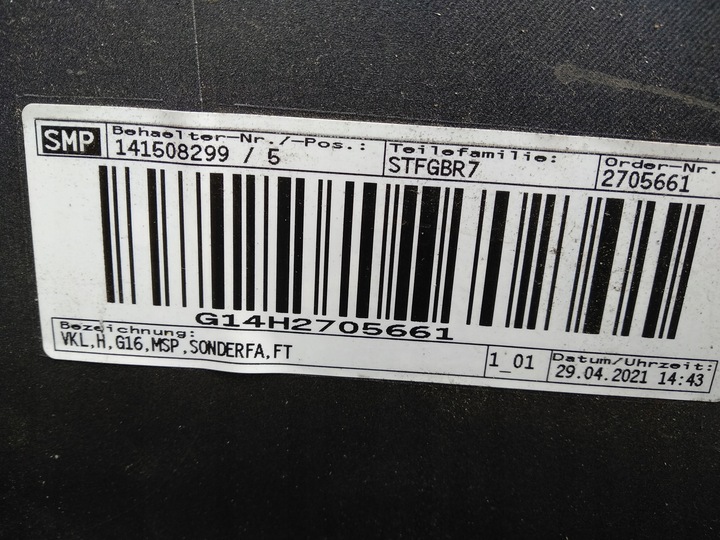 SMP
Behaelter-Nr./-Pos.:
141508299 / 5
Teilefamilie:
STFGBR7
Order-Nr.
2705661
G14H2705661
Bezeichnung:
VKL,H,G16,MSP,SONDERFA,FT
1_01
Datum/Uhrzeit:
29.04.2021 14:43